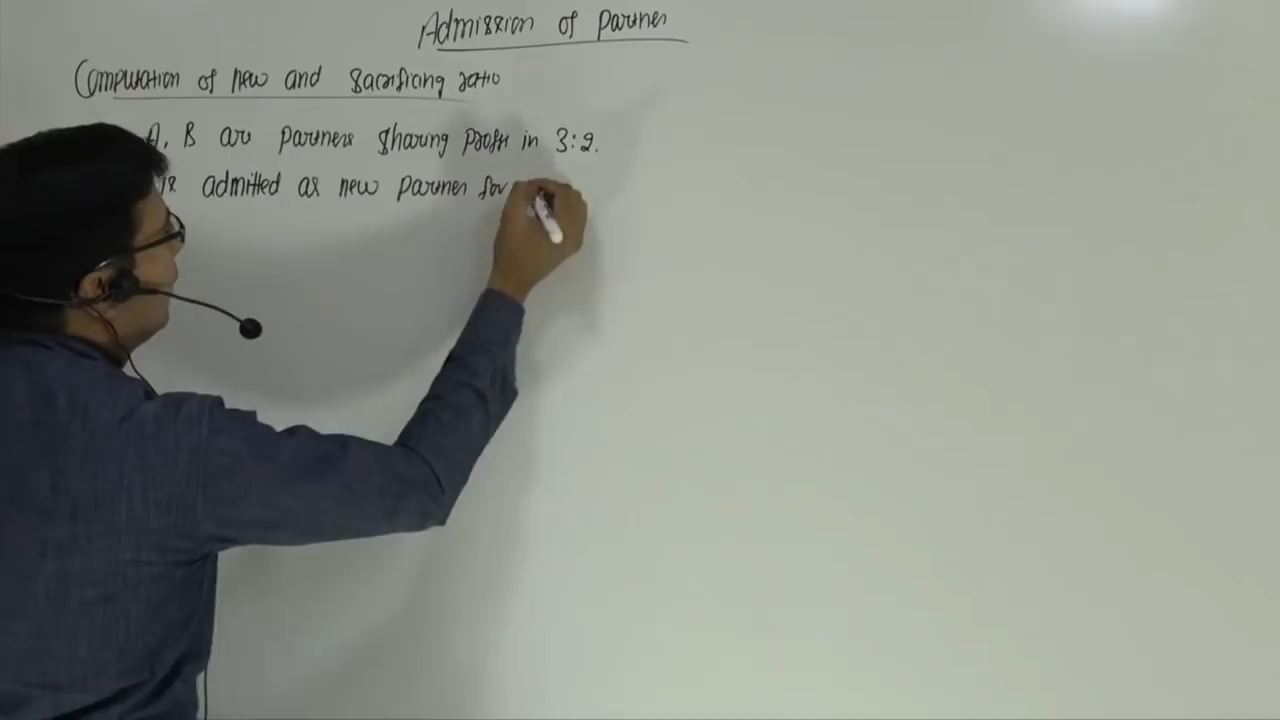 Admission of Partner
Computation of new and Sacrificing ratio
A, B are Partners Sharing Profit in 3:2.
is admitted as new Partner for